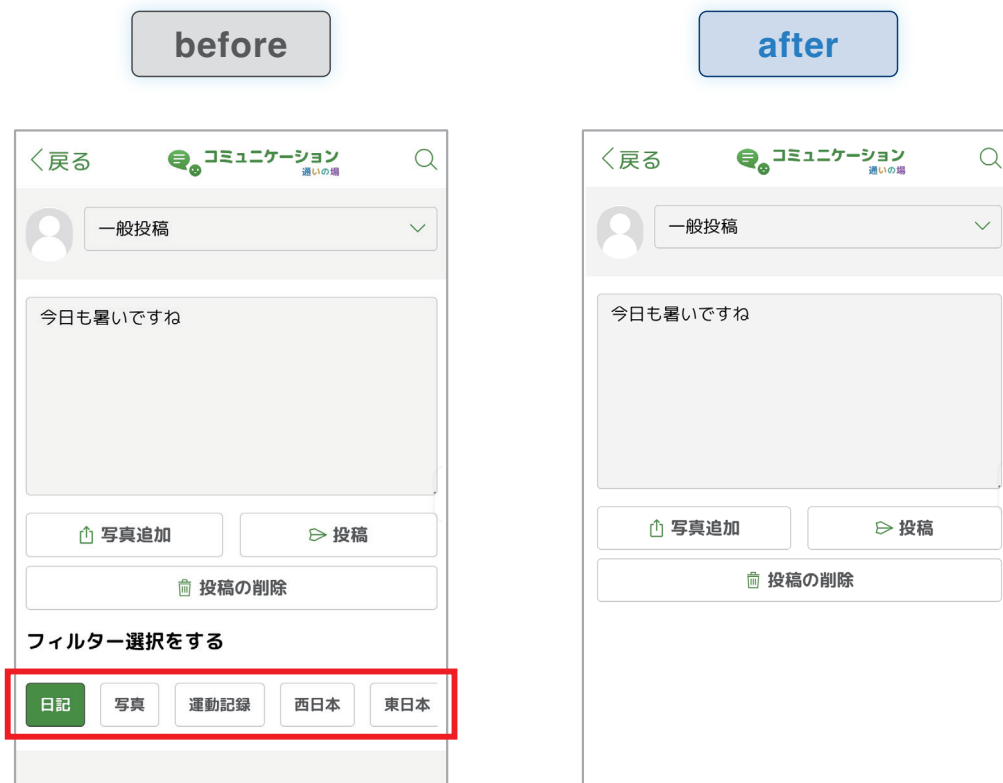 before
after
戻る
コミュニケーション
通いの場
一般投稿
今日も暑いですね
写真追加
投稿
投稿の削除
フィルター選択をする
日記
写真
運動記録
西日本
東日本
戻る
コミュニケーション
通いの場
一般投稿
今日も暑いですね
写真追加
投稿
投稿の削除